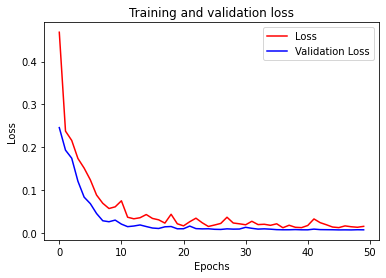 Training and validation loss
Loss
Validation Loss
0.4
0.3
0.2
0.1
0.0
Loss
0 10 20 30 40 50
Epochs